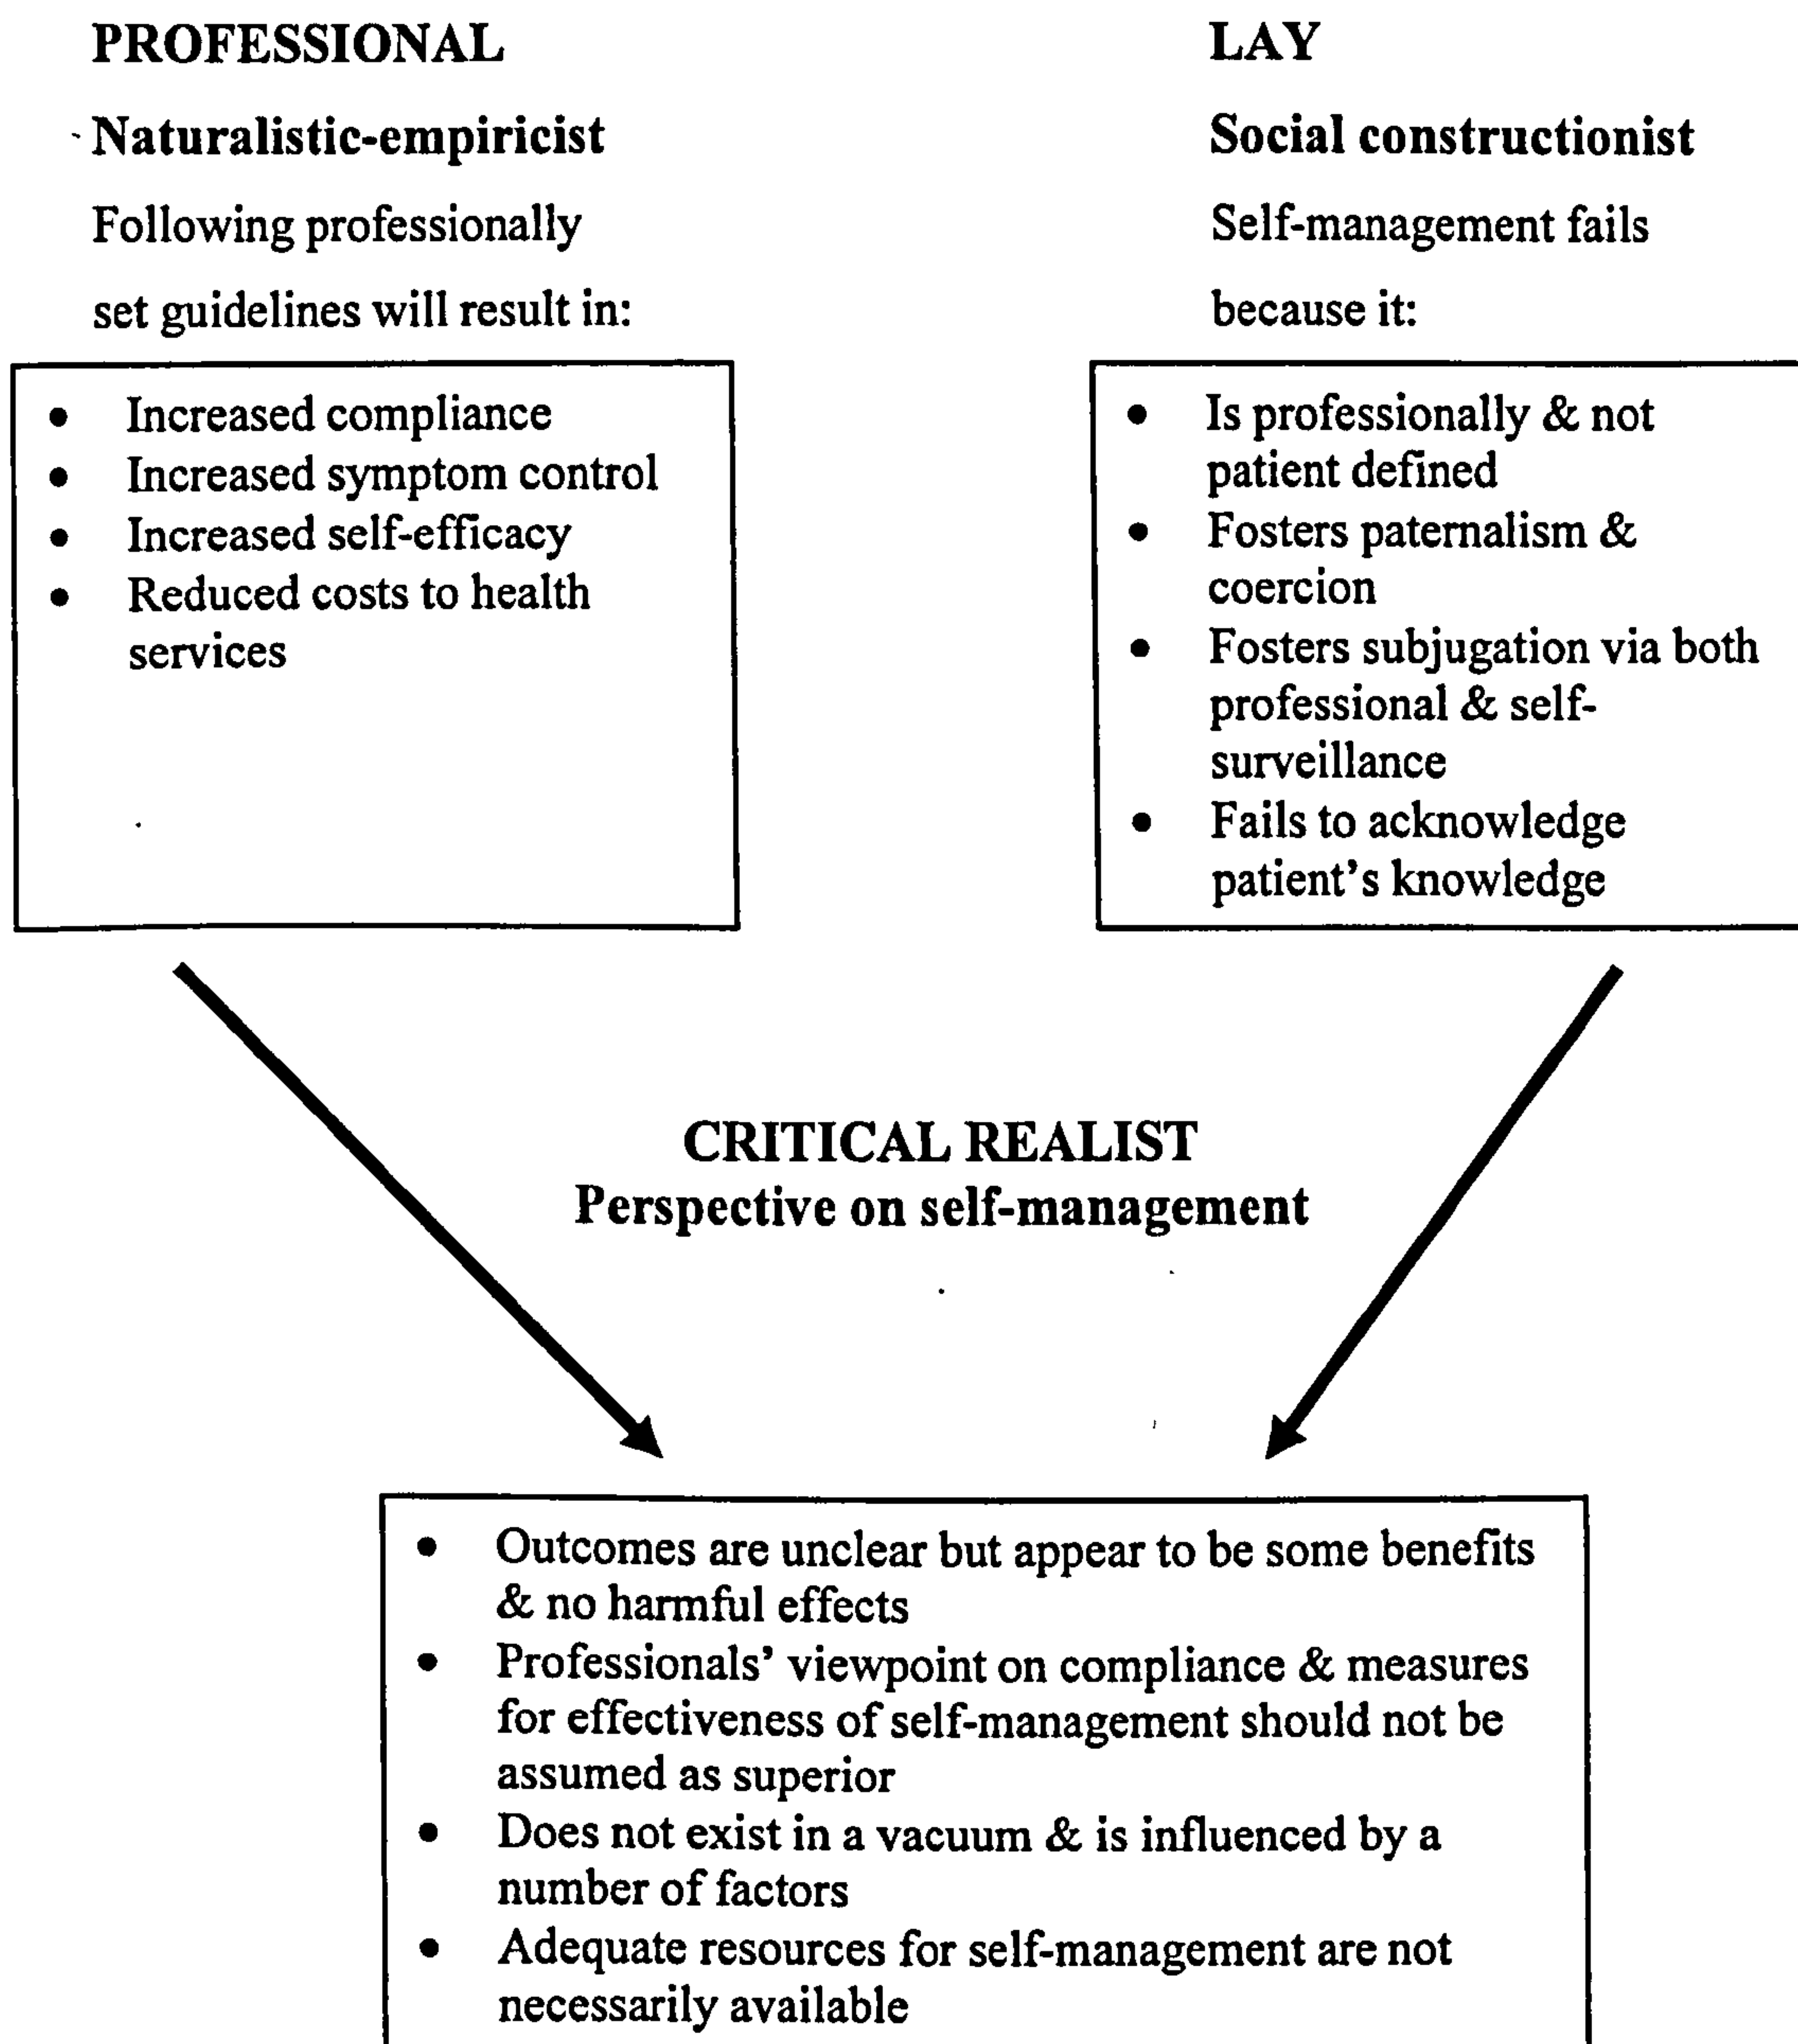 PROFESSIONAL
Naturalistic-empiricist
Following professionally
set guidelines will result in:
• Increased compliance
• Increased symptom control
• Increased self-efficacy
• Reduced costs to health
services
LAY
Social constructionist
Self-management fails
because it:
• Is professionally & not
patient defined
• Fosters paternalism &
coercion
• Fosters subjugation via both
professional & self-
surveillance
• Fails to acknowledge
patient's knowledge
CRITICAL REALIST
Perspective on self-management
• Outcomes are unclear but appear to be some benefits
& no harmful effects
• Professionals' viewpoint on compliance & measures
for effectiveness of self-management should not be
assumed as superior
• Does not exist in a vacuum & is influenced by a
number of factors
• Adequate resources for self-management are not
necessarily available